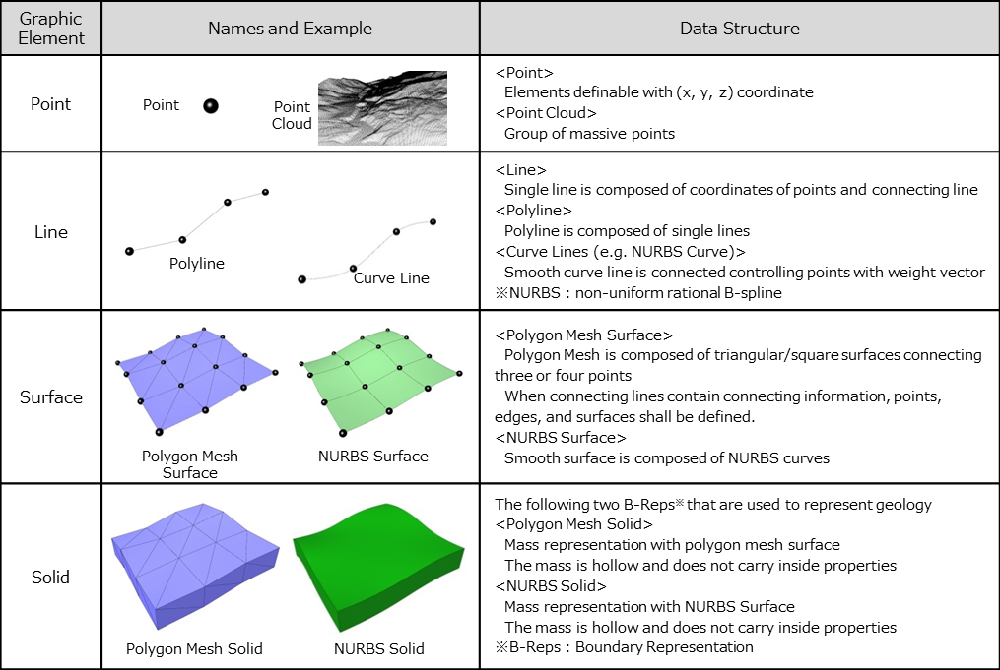 Graphic
Element
Names and Example
Data Structure
Point
Point
Point
Cloud
<Point>
Elements definable with (x, y, z) coordinate
<Point Cloud>
Group of massive points
Line
Polyline
Curve Line
<Line>
Single line is composed of coordinates of points and connecting line
<Polyline>
Polyline is composed of single lines
<Curve Lines (e.g. NURBS Curve)>
Smooth curve line is connected controlling points with weight vector
※NURBS : non-uniform rational B-spline
Surface
Polygon Mesh
Surface
NURBS Surface
<Polygon Mesh Surface>
Polygon Mesh is composed of triangular/square surfaces connecting
three or four points
When connecting lines contain connecting information, points,
edges, and surfaces shall be defined.
<NURBS Surface>
Smooth surface is composed of NURBS curves
Solid
Polygon Mesh Solid
NURBS Solid
The following two B-Reps※ that are used to represent geology
<Polygon Mesh Solid>
Mass representation with polygon mesh surface
The mass is hollow and does not carry inside properties
<NURBS Solid>
Mass representation with NURBS Surface
The mass is hollow and does not carry inside properties
※B-Reps : Boundary Representation